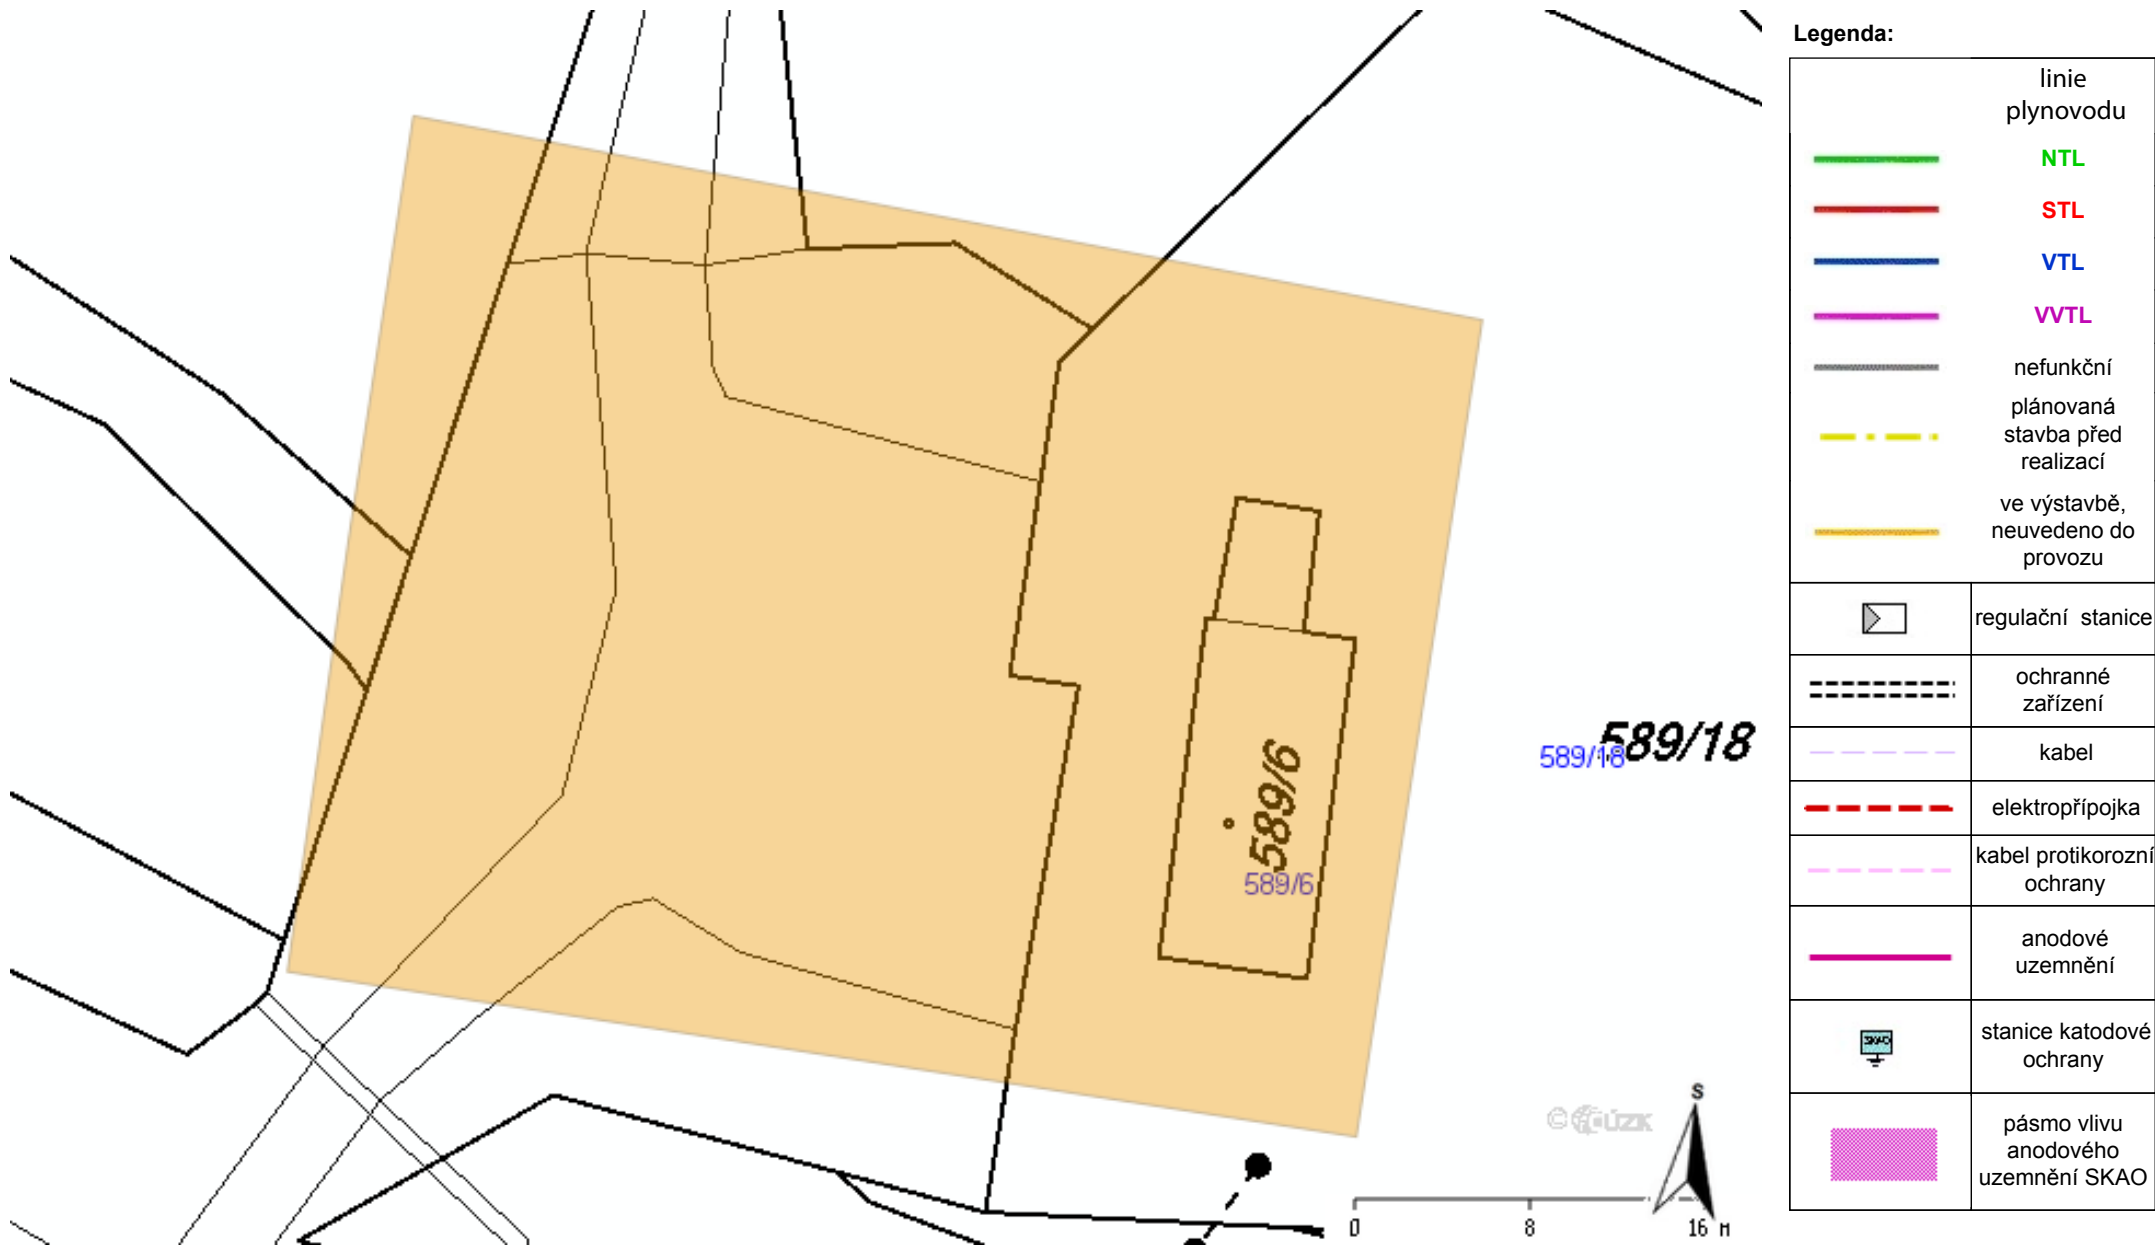 Legenda:
linie
plynovodu
NTL
STL
VTL
VVTL
nefunkční
plánovaná
stavba před
realizací
ve výstavbě,
neuvedeno do
provozu
regulační stanice
ochranné
zařízení
kabel
elektropřípojka
kabel protikorozní
ochrany
anodové
uzemnění
SKAO
stanice katodové
ochrany
pásmo vlivu
anodového
uzemnění SKAO
589/18
589/18
589/6
589/6
© ČÚZK
S
0 8 16 M